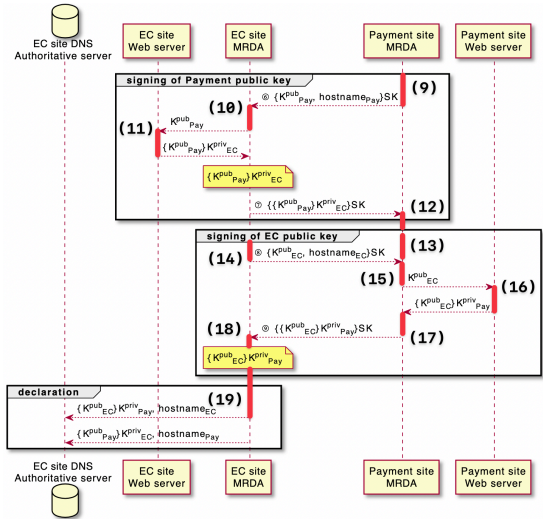 EC site DNS
Authoritative server
EC site
Web server
EC site
MRDA
Payment site
MRDA
Payment site
Web server
signing of Payment public key
(9)
⑥ {K^pub_Pay, hostname_Pay}SK
(10)
K^pub_Pay
(11)
{K^pub_Pay}K^priv_EC
{K^pub_Pay}K^priv_EC
⑦ {{K^pub_Pay}K^priv_EC}SK
(12)
signing of EC public key
(13)
(14)
⑧ {K^pub_EC, hostname_EC}SK
(15)
K^pub_EC
(16)
{K^pub_EC}K^priv_Pay
(17)
(18)
⑨ {{K^pub_EC}K^priv_Pay}SK
{K^pub_EC}K^priv_Pay
declaration
(19)
{K^pub_EC}K^priv_Pay, hostname_EC
{K^pub_Pay}K^priv_EC, hostname_Pay
EC site DNS
Authoritative server
EC site
Web server
EC site
MRDA
Payment site
MRDA
Payment site
Web server